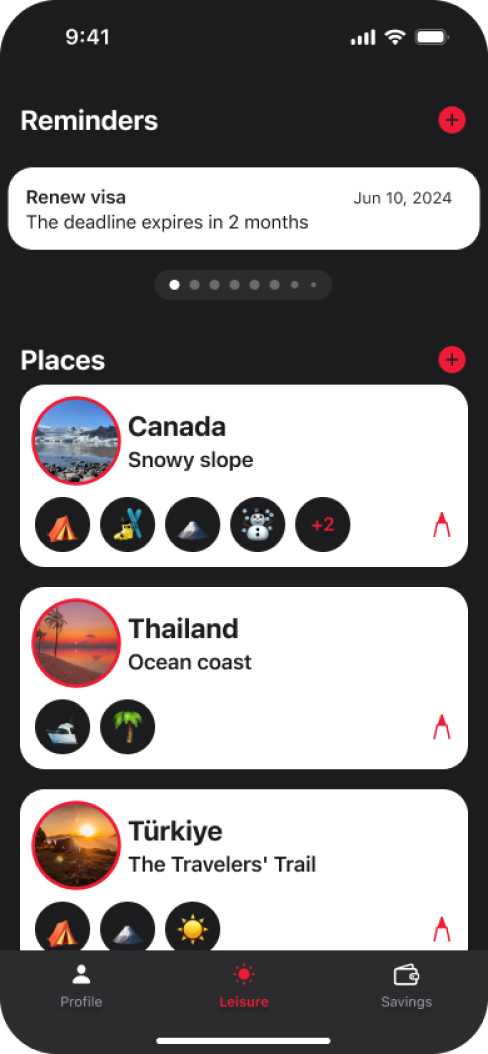 9:41
Reminders
Renew visa
Jun 10, 2024
The deadline expires in 2 months
Places
Canada
Snowy slope
+2
Thailand
Ocean coast
Türkiye
The Travelers' Trail
Profile
Leisure
Savings